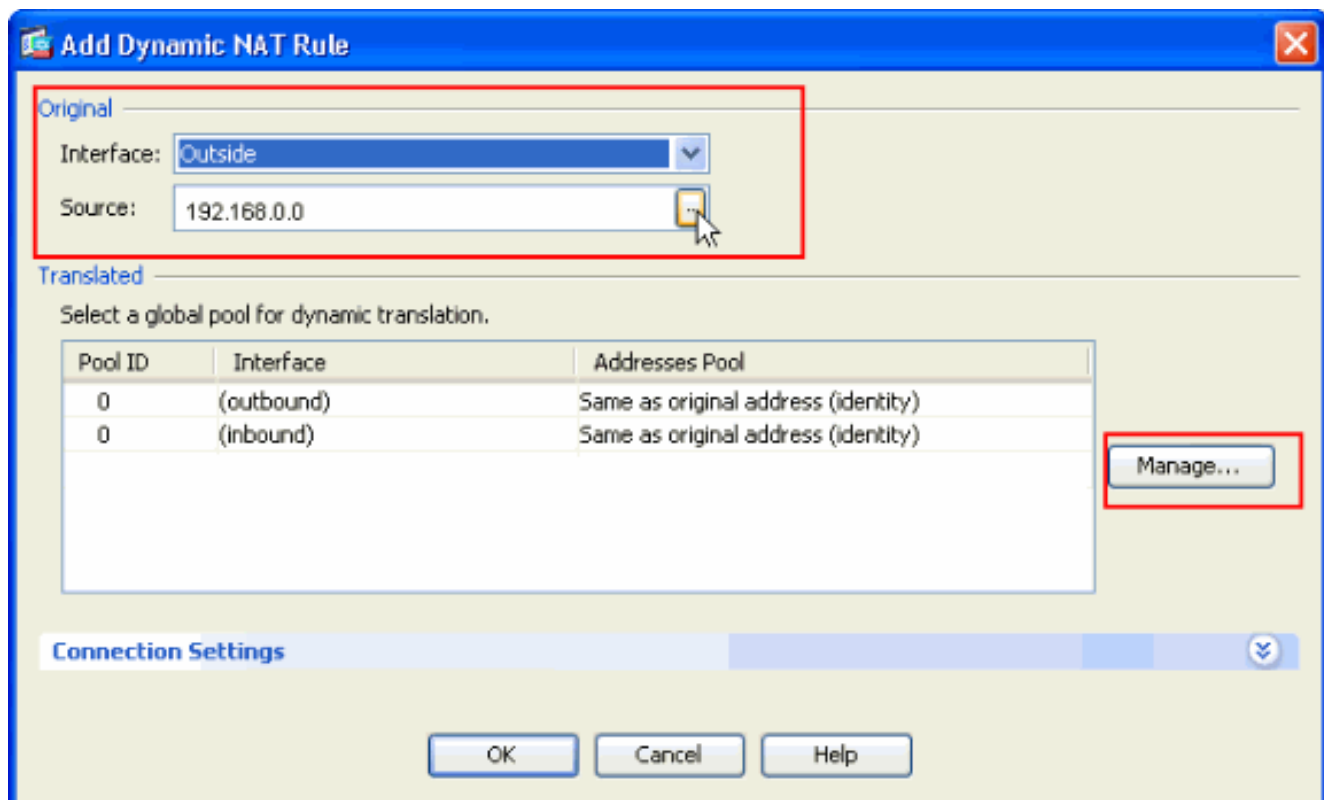 Add Dynamic NAT Rule
Original
Interface: Outside
Source: 192.168.0.0 ...
Translated
Select a global pool for dynamic translation.
Pool ID Interface Addresses Pool
0 (outbound) Same as original address (identity)
0 (inbound) Same as original address (identity)
Manage...
Connection Settings
OK Cancel Help